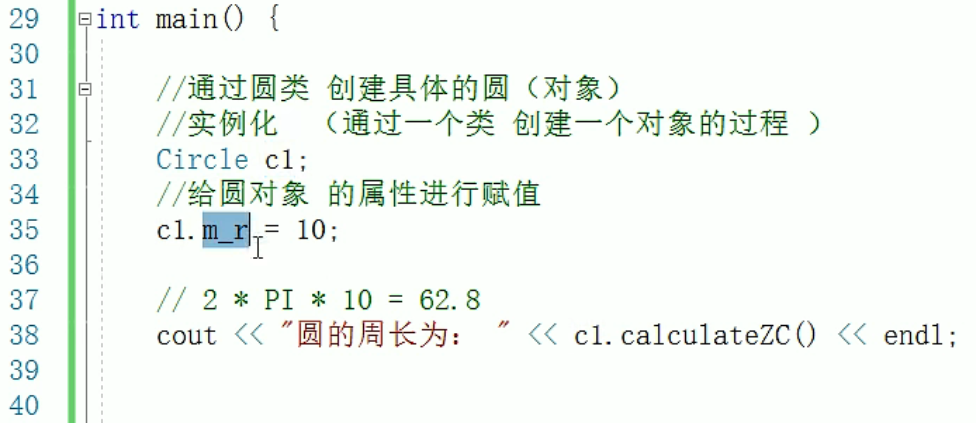 29 int main() {
30
31 //通过圆类 创建具体的圆（对象）
32 //实例化 （通过一个类 创建一个对象的过程 ）
33 Circle c1;
34 //给圆对象 的属性进行赋值
35 c1.m_r = 10;
36
37 // 2 * PI * 10 = 62.8
38 cout << "圆的周长为： " << c1.calculateZC() << endl;
39
40